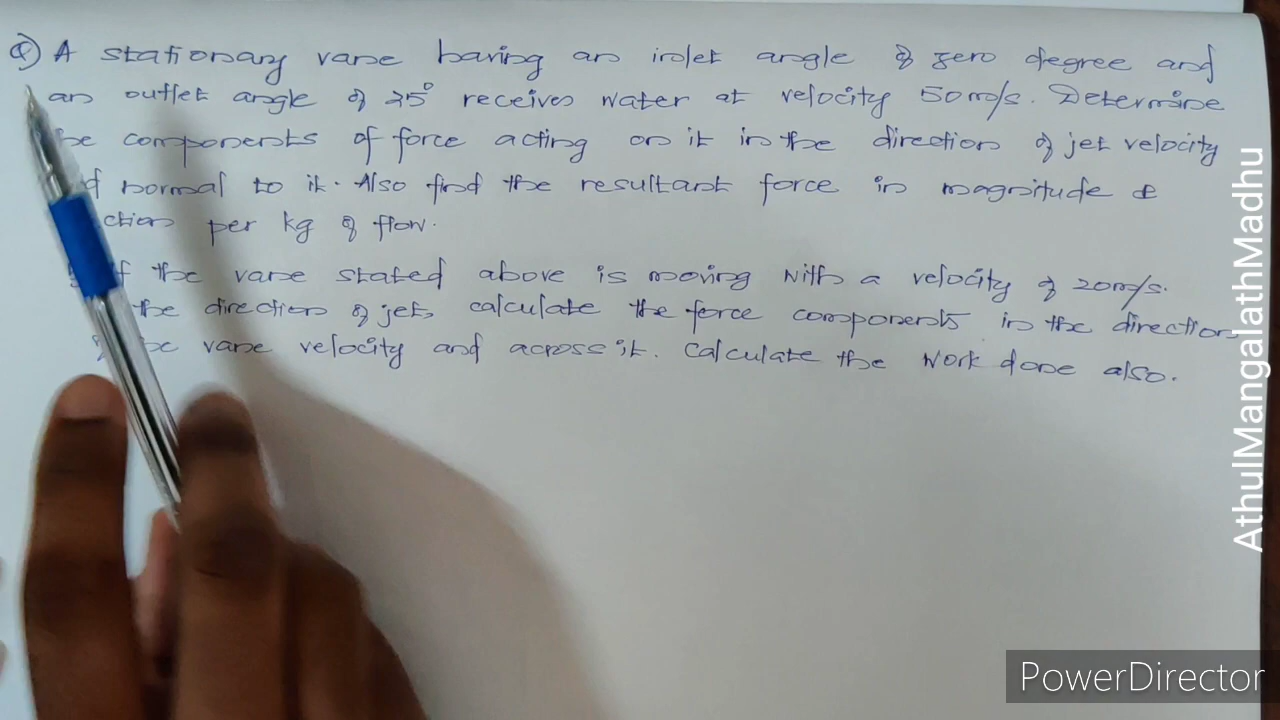 Q) A stationary vane having an inlet angle of zero degree and
an outlet angle of 25° receives water at velocity 50m/s. Determine
components of force acting on it in the direction of jet velocity
normal to it. Also find the resultant force in magnitude &
per kg of flow.
the vane stated above is moving with a velocity of 20m/s.
the direction of jet, calculate the force components in the direction
vane velocity and across it. Calculate the work done also.
AthulMangalathMadhu
PowerDirector